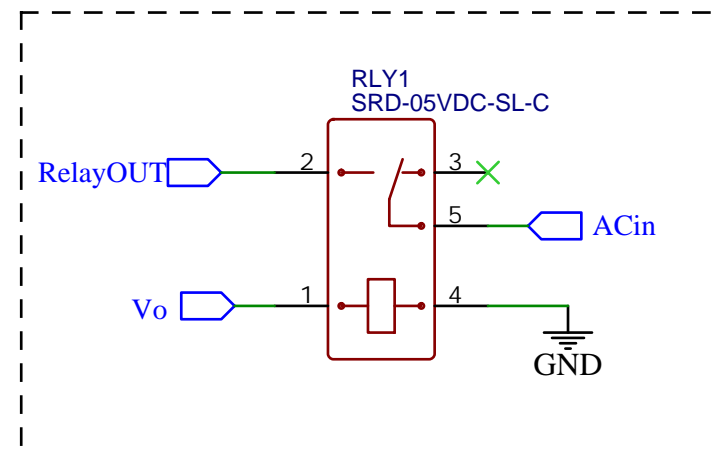 RLY1
SRD-05VDC-SL-C
RelayOUT 2 3
5 ACin
Vo 1 4
GND